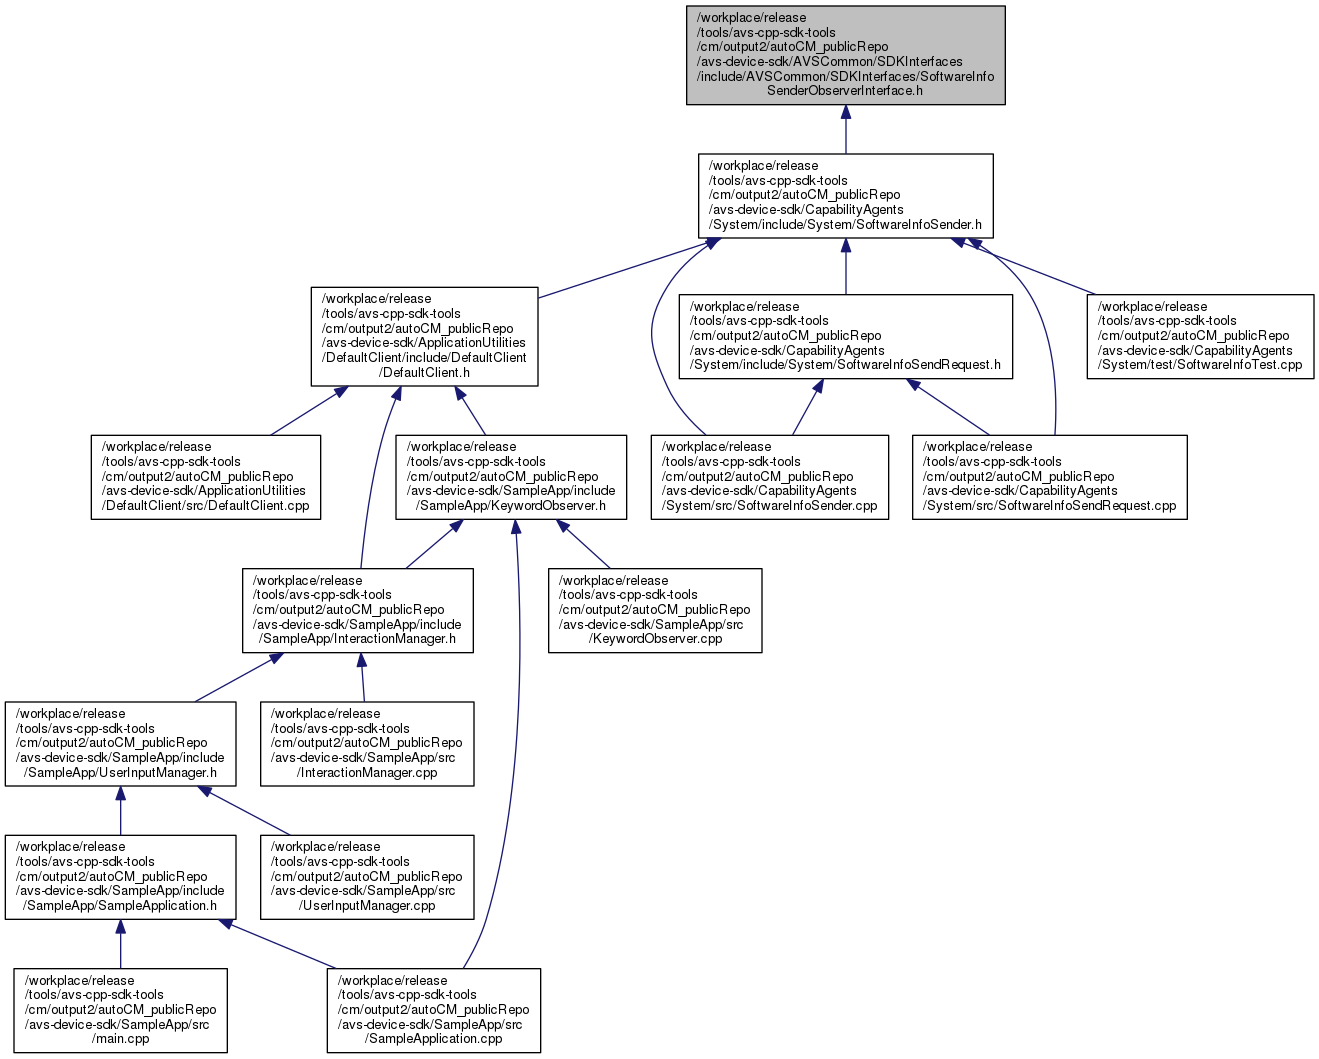 /workplace/release
/tools/avs-cpp-sdk-tools
/cm/output2/autoCM_publicRepo
/avs-device-sdk/AVSCommon/SDKInterfaces
/include/AVSCommon/SDKInterfaces/SoftwareInfo
SenderObserverInterface.h
/workplace/release
/tools/avs-cpp-sdk-tools
/cm/output2/autoCM_publicRepo
/avs-device-sdk/CapabilityAgents
/System/include/System/SoftwareInfoSender.h
/workplace/release
/tools/avs-cpp-sdk-tools
/cm/output2/autoCM_publicRepo
/avs-device-sdk/ApplicationUtilities
/DefaultClient/include/DefaultClient
/DefaultClient.h
/workplace/release
/tools/avs-cpp-sdk-tools
/cm/output2/autoCM_publicRepo
/avs-device-sdk/CapabilityAgents
/System/include/System/SoftwareInfoSendRequest.h
/workplace/release
/tools/avs-cpp-sdk-tools
/cm/output2/autoCM_publicRepo
/avs-device-sdk/CapabilityAgents
/System/test/SoftwareInfoTest.cpp
/workplace/release
/tools/avs-cpp-sdk-tools
/cm/output2/autoCM_publicRepo
/avs-device-sdk/ApplicationUtilities
/DefaultClient/src/DefaultClient.cpp
/workplace/release
/tools/avs-cpp-sdk-tools
/cm/output2/autoCM_publicRepo
/avs-device-sdk/SampleApp/include
/SampleApp/KeywordObserver.h
/workplace/release
/tools/avs-cpp-sdk-tools
/cm/output2/autoCM_publicRepo
/avs-device-sdk/CapabilityAgents
/System/src/SoftwareInfoSender.cpp
/workplace/release
/tools/avs-cpp-sdk-tools
/cm/output2/autoCM_publicRepo
/avs-device-sdk/CapabilityAgents
/System/src/SoftwareInfoSendRequest.cpp
/workplace/release
/tools/avs-cpp-sdk-tools
/cm/output2/autoCM_publicRepo
/avs-device-sdk/SampleApp/include
/SampleApp/InteractionManager.h
/workplace/release
/tools/avs-cpp-sdk-tools
/cm/output2/autoCM_publicRepo
/avs-device-sdk/SampleApp/src
/KeywordObserver.cpp
/workplace/release
/tools/avs-cpp-sdk-tools
/cm/output2/autoCM_publicRepo
/avs-device-sdk/SampleApp/include
/SampleApp/UserInputManager.h
/workplace/release
/tools/avs-cpp-sdk-tools
/cm/output2/autoCM_publicRepo
/avs-device-sdk/SampleApp/src
/InteractionManager.cpp
/workplace/release
/tools/avs-cpp-sdk-tools
/cm/output2/autoCM_publicRepo
/avs-device-sdk/SampleApp/include
/SampleApp/SampleApplication.h
/workplace/release
/tools/avs-cpp-sdk-tools
/cm/output2/autoCM_publicRepo
/avs-device-sdk/SampleApp/src
/UserInputManager.cpp
/workplace/release
/tools/avs-cpp-sdk-tools
/cm/output2/autoCM_publicRepo
/avs-device-sdk/SampleApp/src
/main.cpp
/workplace/release
/tools/avs-cpp-sdk-tools
/cm/output2/autoCM_publicRepo
/avs-device-sdk/SampleApp/src
/SampleApplication.cpp